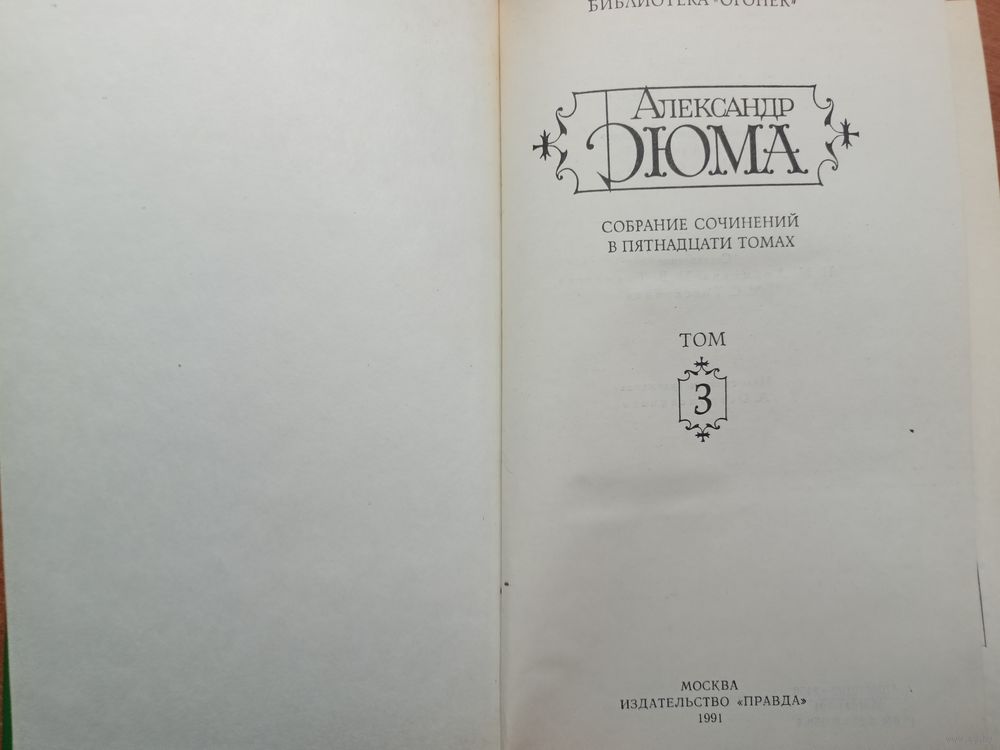 БИБЛИОТЕКА «ОГОНЕК»
АЛЕКСАНДР
ДЮМА
СОБРАНИЕ СОЧИНЕНИЙ
В ПЯТНАДЦАТИ ТОМАХ
ТОМ
3
МОСКВА
ИЗДАТЕЛЬСТВО «ПРАВДА»
1991